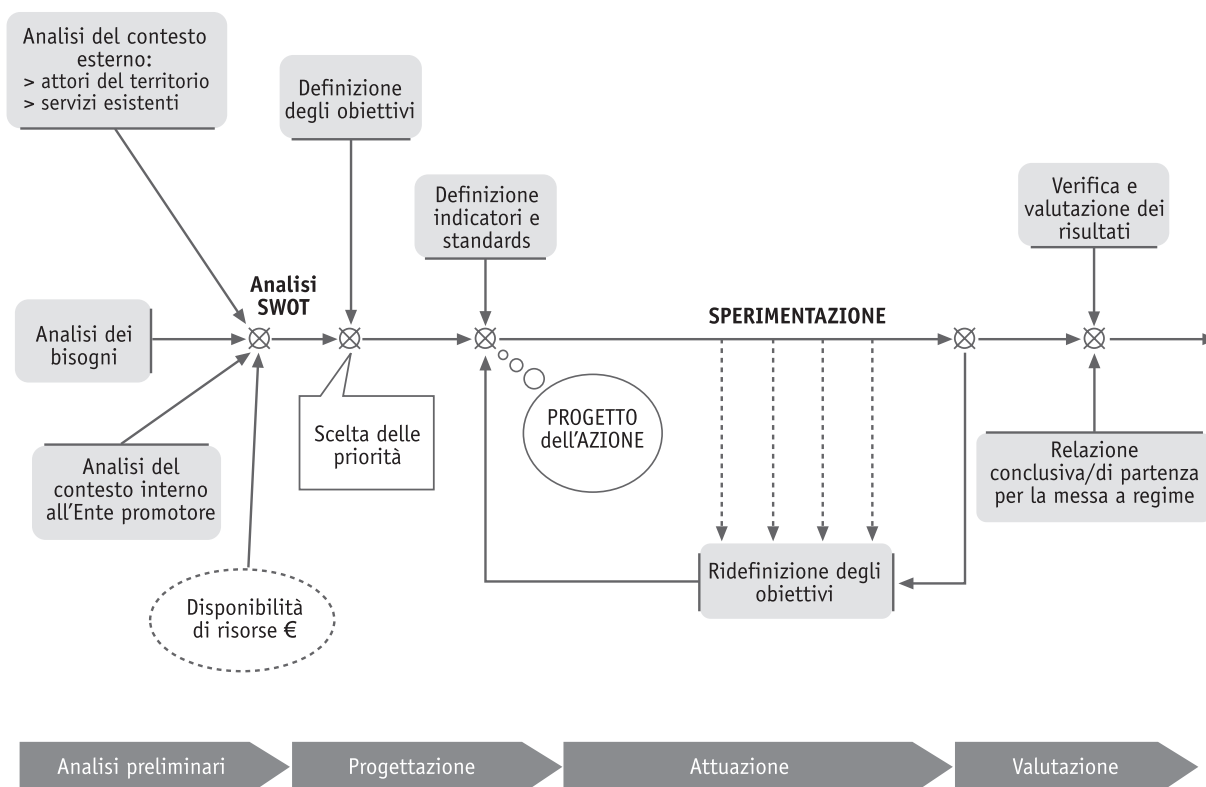 Analisi del contesto
esterno:
> attori del territorio
> servizi esistenti
Definizione
degli obiettivi
Definizione
indicatori e
standards
Verifica e
valutazione dei
risultati
Analisi
SWOT
SPERIMENTAZIONE
Analisi dei
bisogni
Scelta delle
priorità
PROGETTO
dell’AZIONE
Analisi del
contesto interno
all’Ente promotore
Relazione
conclusiva/di partenza
per la messa a regime
Ridefinizione degli
obiettivi
Disponibilità
di risorse €
Analisi preliminari
Progettazione
Attuazione
Valutazione